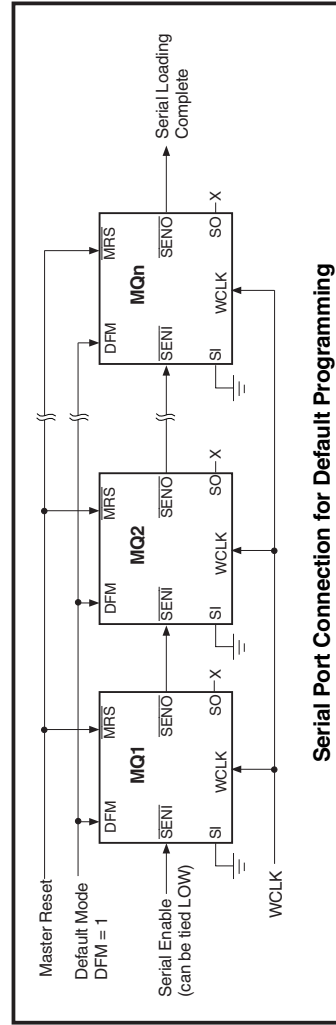 Master Reset
Default Mode
DFM = 1
DFM
MRS
MQ1
SENI
SENO
Serial Enable
(can be tied LOW)
SI
WCLK
SO
X
DFM
MRS
MQ2
SENI
SENO
SI
WCLK
SO
X
DFM
MRS
MQn
SENI
SENO
Serial Loading
Complete
SI
WCLK
SO
X
WCLK
Serial Port Connection for Default Programming